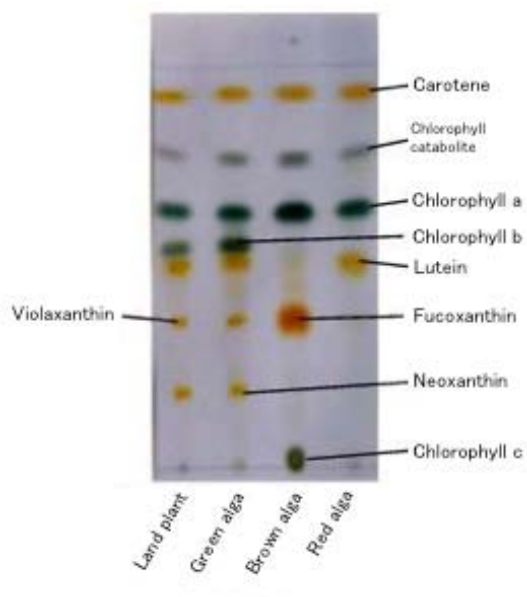 Carotene
Chlorophyll
catabolite
Chlorophyll a
Chlorophyll b
Lutein
Violaxanthin
Fucoxanthin
Neoxanthin
Chlorophyll c
Land plant
Green alga
Brown alga
Red alga